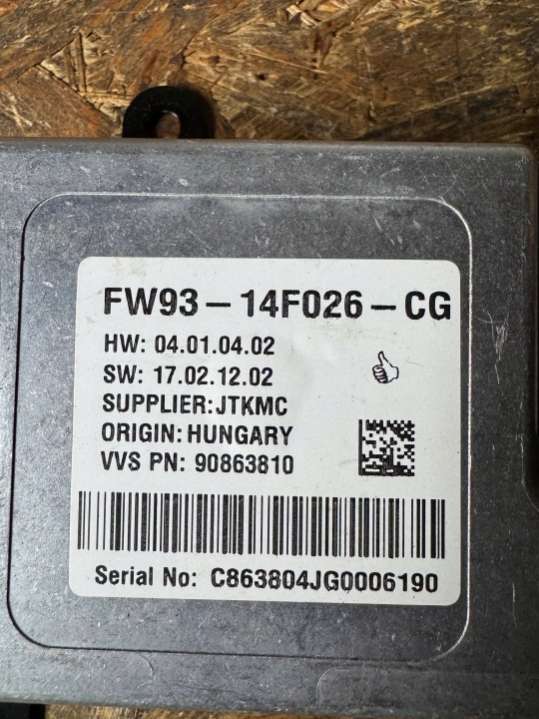 FW93-14F026-CG
HW: 04.01.04.02
SW: 17.02.12.02
SUPPLIER:JTKMC
ORIGIN: HUNGARY
VVS PN: 90863810
Serial No: C863804JG0006190